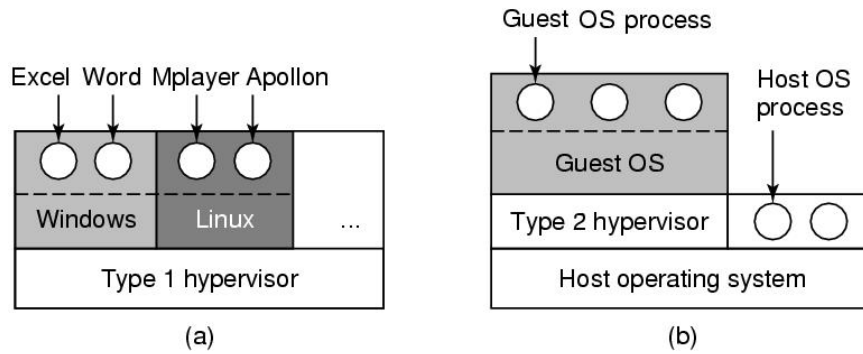 Guest OS process
Excel Word Mplayer Apollon
Host OS
process
Guest OS
Windows Linux ...
Type 2 hypervisor
Type 1 hypervisor
Host operating system
(a)
(b)